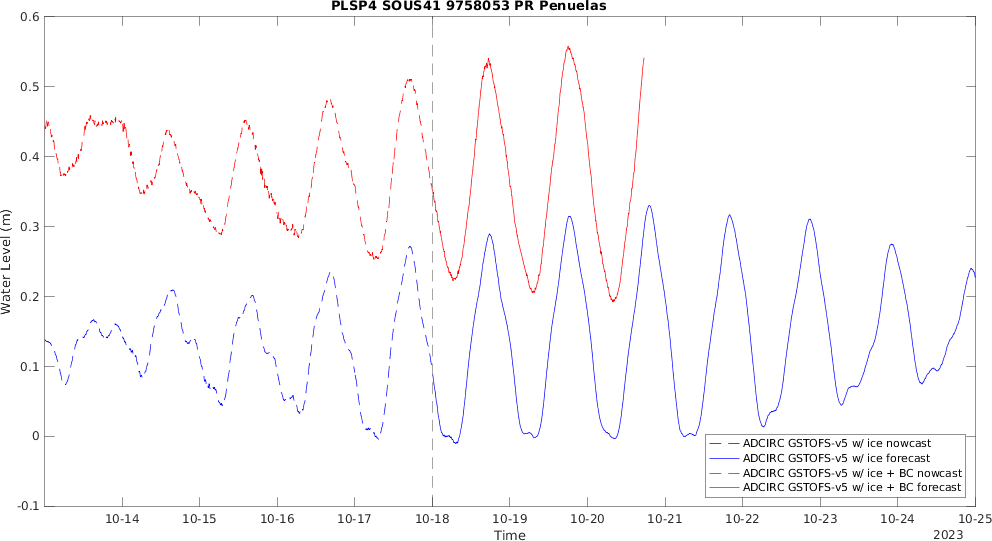 PLSP4 SOUS41 9758053 PR Penuelas
0.6
0.5
0.4
0.3
0.2
0.1
0
-0.1
Water Level (m)
ADCIRC GSTOFS-v5 w/ ice nowcast
ADCIRC GSTOFS-v5 w/ ice forecast
ADCIRC GSTOFS-v5 w/ ice + BC nowcast
ADCIRC GSTOFS-v5 w/ ice + BC forecast
10-14 10-15 10-16 10-17 10-18 10-19 10-20 10-21 10-22 10-23 10-24 10-25
Time
2023